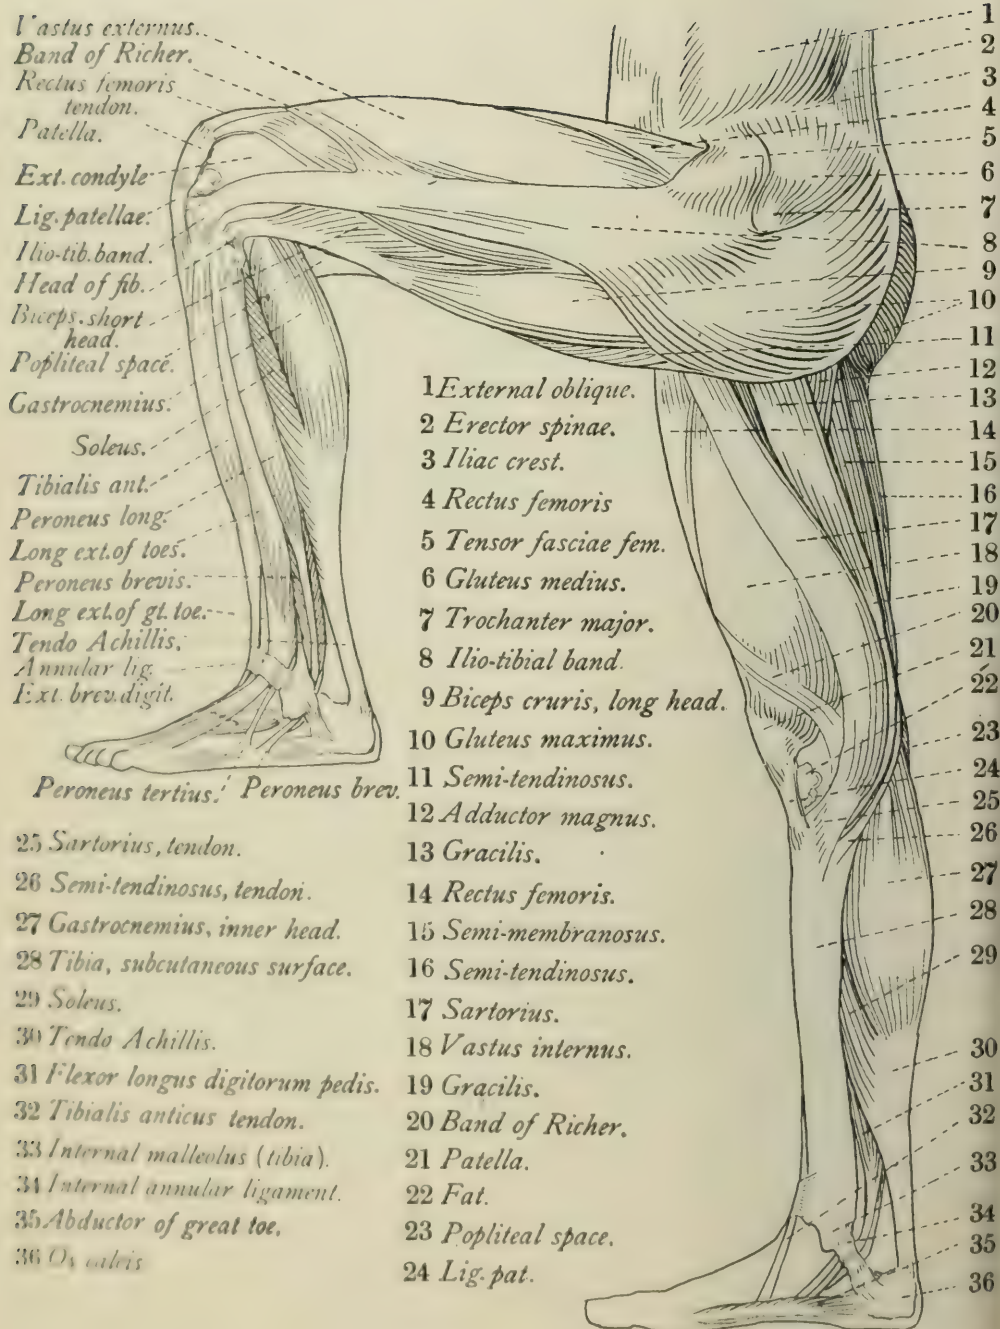 Vastus externus.
Band of Richer.
Rectus femoris
tendon.
Patella.
Ext. condyle
Lig. patellae.
Ilio-tib. band.
Head of fib.
Biceps. short
head.
Popliteal space.
Gastrocnemius.
Soleus.
Tibialis ant.
Peroneus long.
Long ext. of toes.
Peroneus brevis.
Long ext. of gt. toe.
Tendo Achillis.
Annular lig.
Ext. brev. digit.
Peroneus tertius. Peroneus brev.
1 External oblique.
2 Erector spinae.
3 Iliac crest.
4 Rectus femoris
5 Tensor fasciae fem.
6 Gluteus medius.
7 Trochanter major.
8 Ilio-tibial band.
9 Biceps cruris, long head.
10 Gluteus maximus.
11 Semi-tendinosus.
12 Adductor magnus.
13 Gracilis.
14 Rectus femoris.
15 Semi-membranosus.
16 Semi-tendinosus.
17 Sartorius.
18 Vastus internus.
19 Gracilis.
20 Band of Richer.
21 Patella.
22 Fat.
23 Popliteal space.
24 Lig. pat.
25 Sartorius, tendon.
26 Semi-tendinosus, tendon.
27 Gastrocnemius, inner head.
28 Tibia, subcutaneous surface.
29 Soleus.
30 Tendo Achillis.
31 Flexor longus digitorum pedis.
32 Tibialis anticus tendon.
33 Internal malleolus (tibia).
34 Internal annular ligament.
35 Abductor of great toe.
36 Os calcis
1
2
3
4
5
6
7
8
9
10
11
12
13
14
15
16
17
18
19
20
21
22
23
24
25
26
27
28
29
30
31
32
33
34
35
36